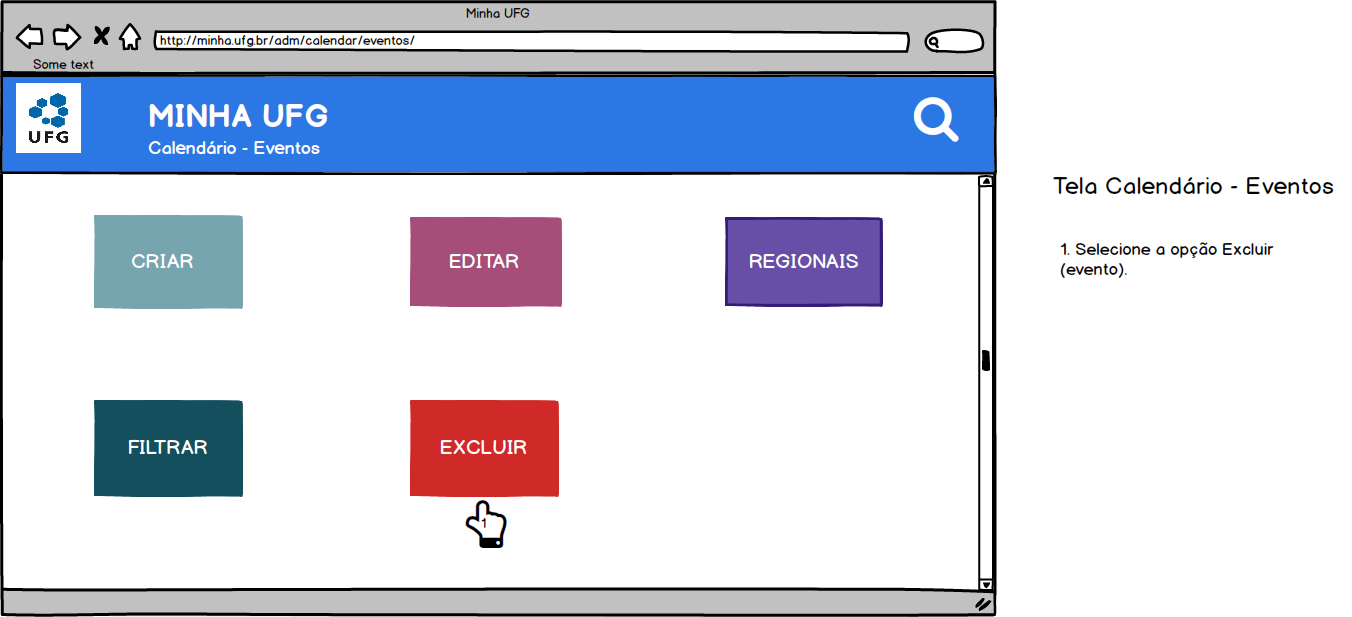 Minha UFG
http://minha.ufg.br/adm/calendar/eventos/
Some text
UFG
MINHA UFG
Calendário - Eventos
CRIAR
EDITAR
REGIONAIS
FILTRAR
EXCLUIR
1
Tela Calendário - Eventos
1. Selecione a opção Excluir
(evento).